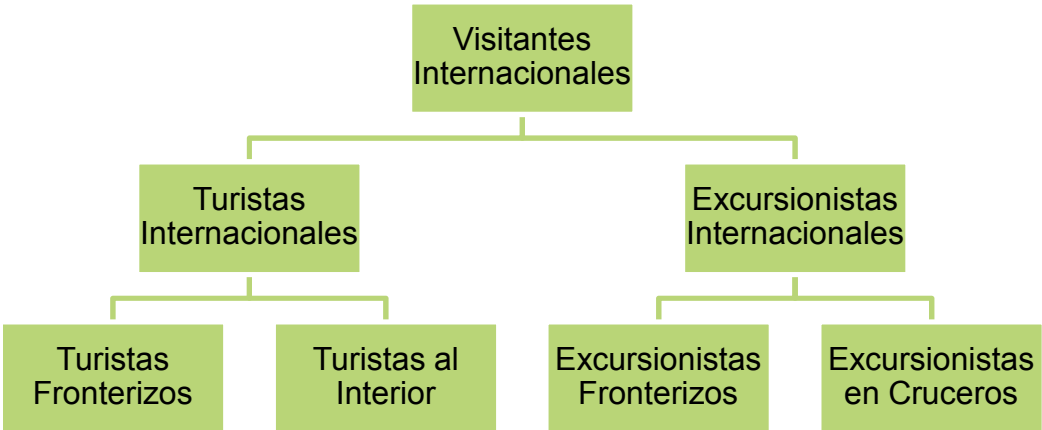 Visitantes
Internacionales
Turistas
Internacionales
Excursionistas
Internacionales
Turistas
Fronterizos
Turistas al
Interior
Excursionistas
Fronterizos
Excursionistas
en Cruceros